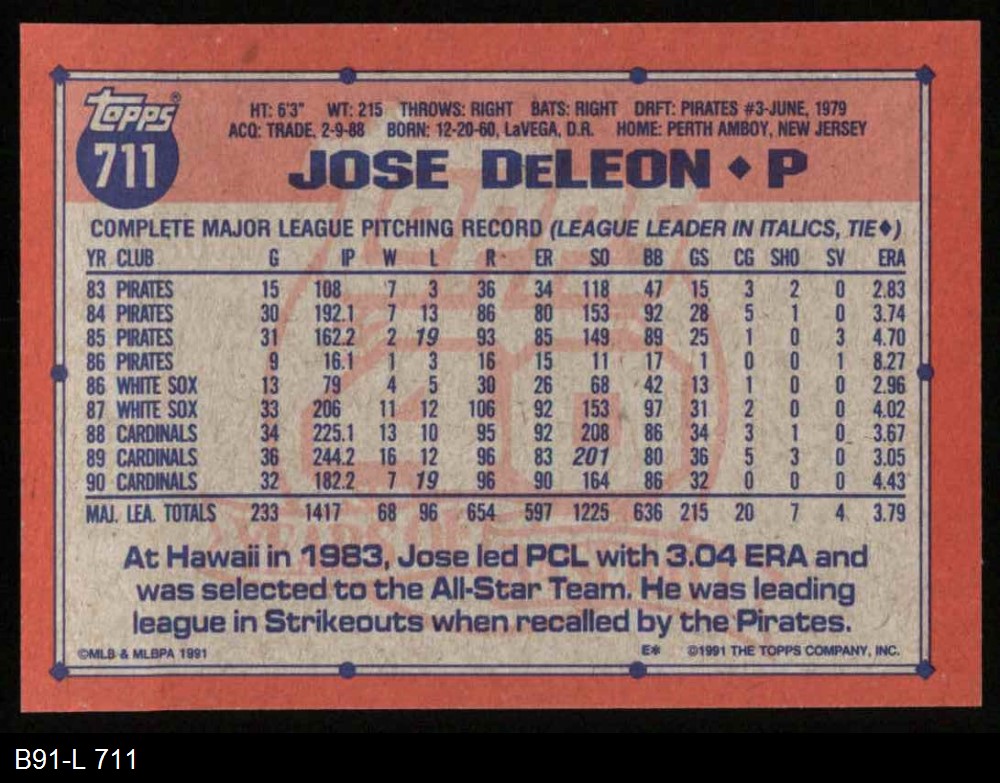 topps®
711
HT: 6'3" WT: 215 THROWS: RIGHT BATS: RIGHT DRFT: PIRATES #3-JUNE, 1979
ACQ: TRADE, 2-9-88 BORN: 12-20-60, LaVEGA, D.R. HOME: PERTH AMBOY, NEW JERSEY
JOSE DeLEON ♦ P
COMPLETE MAJOR LEAGUE PITCHING RECORD (LEAGUE LEADER IN ITALICS, TIE♦)
YR CLUB G IP W L R ER SO BB GS CG SHO SV ERA
83 PIRATES 15 108 7 3 36 34 118 47 15 3 2 0 2.83
84 PIRATES 30 192.1 7 13 86 80 153 92 28 5 1 0 3.74
85 PIRATES 31 162.2 2 19 93 85 149 89 25 1 0 3 4.70
86 PIRATES 9 16.1 1 3 16 15 11 17 1 0 0 1 8.27
86 WHITE SOX 13 79 4 5 30 26 68 42 13 1 0 0 2.96
87 WHITE SOX 33 206 11 12 106 92 153 97 31 2 0 0 4.02
88 CARDINALS 34 225.1 13 10 95 92 208 86 34 3 1 0 3.67
89 CARDINALS 36 244.2 16 12 96 83 201 80 36 5 3 0 3.05
90 CARDINALS 32 182.2 7 19 96 90 164 86 32 0 0 0 4.43
MAJ. LEA. TOTALS 233 1417 68 96 654 597 1225 636 215 20 7 4 3.79
At Hawaii in 1983, Jose led PCL with 3.04 ERA and
was selected to the All-Star Team. He was leading
league in Strikeouts when recalled by the Pirates.
©MLB & MLBPA 1991 E* ©1991 THE TOPPS COMPANY, INC.
B91-L 711